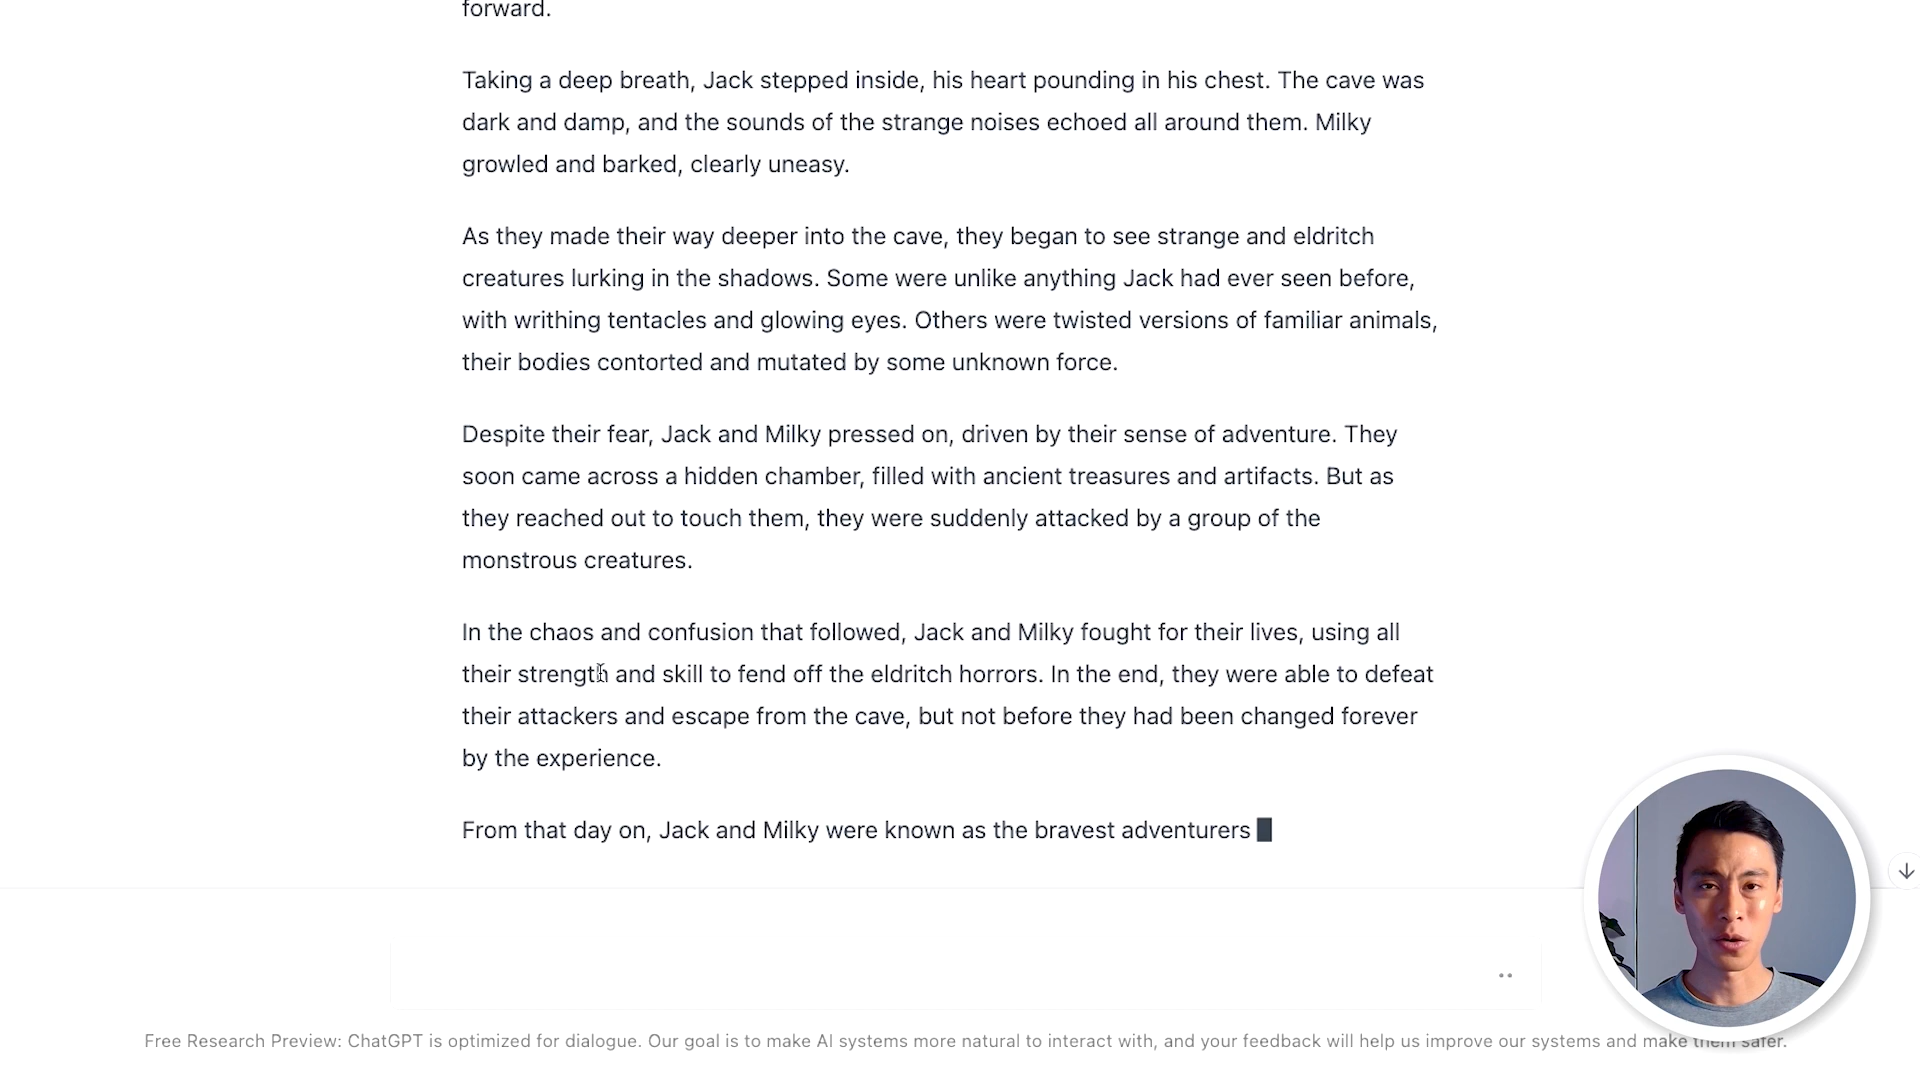 forward.
Taking a deep breath, Jack stepped inside, his heart pounding in his chest. The cave was
dark and damp, and the sounds of the strange noises echoed all around them. Milky
growled and barked, clearly uneasy.
As they made their way deeper into the cave, they began to see strange and eldritch
creatures lurking in the shadows. Some were unlike anything Jack had ever seen before,
with writhing tentacles and glowing eyes. Others were twisted versions of familiar animals,
their bodies contorted and mutated by some unknown force.
Despite their fear, Jack and Milky pressed on, driven by their sense of adventure. They
soon came across a hidden chamber, filled with ancient treasures and artifacts. But as
they reached out to touch them, they were suddenly attacked by a group of the
monstrous creatures.
In the chaos and confusion that followed, Jack and Milky fought for their lives, using all
their strength and skill to fend off the eldritch horrors. In the end, they were able to defeat
their attackers and escape from the cave, but not before they had been changed forever
by the experience.
From that day on, Jack and Milky were known as the bravest adventurers
Free Research Preview: ChatGPT is optimized for dialogue. Our goal is to make AI systems more natural to interact with, and your feedback will help us improve our systems and make them safer.